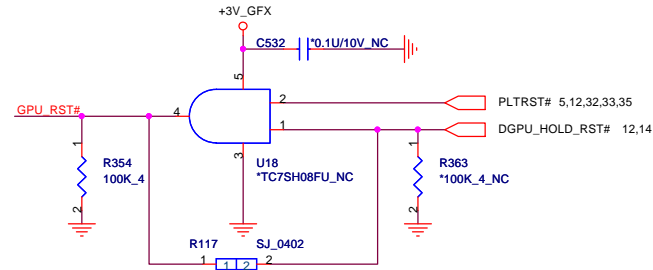 +3V_GFX
C532
*0.1U/10V_NC
5
GPU_RST#
4
2
PLTRST# 5,12,32,33,35
1
DGPU_HOLD_RST# 12,14
3
1
R354
100K_4
2
U18
*TC7SH08FU_NC
1
R363
*100K_4_NC
2
R117
SJ_0402
1
1 2
2